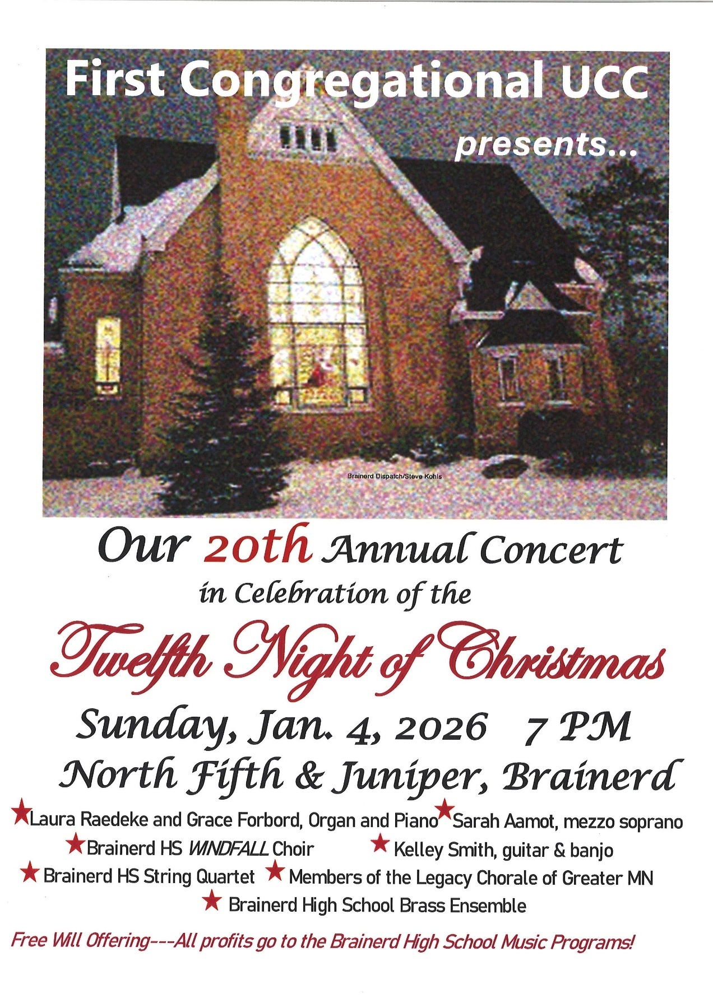 First Congregational UCC
presents...
Brainerd Dispatch/Steve Kohls
Our 20th Annual Concert
in Celebration of the
Twelfth Night of Christmas
Sunday, Jan. 4, 2026 7 PM
North Fifth & Juniper, Brainerd
★Laura Raedeke and Grace Forbord, Organ and Piano ★Sarah Aamot, mezzo soprano
★Brainerd HS WINDFALL Choir ★ Kelley Smith, guitar & banjo
★ Brainerd HS String Quartet ★ Members of the Legacy Chorale of Greater MN
★ Brainerd High School Brass Ensemble
Free Will Offering---All profits go to the Brainerd High School Music Programs!